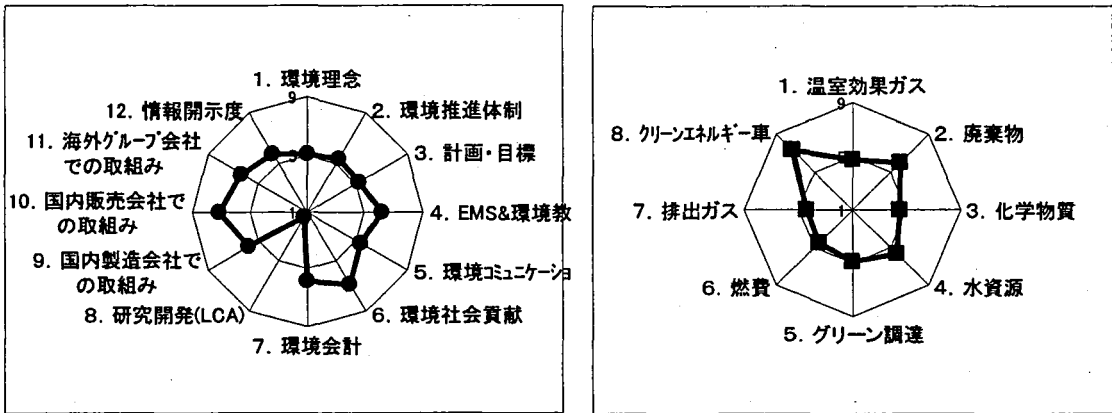 1. 環境理念
9
12. 情報開示度
2. 環境推進体制
11. 海外グループ会社
での取組み
3. 計画・目標
5
10. 国内販売会社で
の取組み
1
4. EMS&環境教
9. 国内製造会社で
の取組み
5. 環境コミュニケーショ
8. 研究開発(LCA)
6. 環境社会貢献
7. 環境会計
1. 温室効果ガス
9
8. クリーンエネルギー車
2. 廃棄物
7. 排出ガス
1
3. 化学物質
6. 燃費
4. 水資源
5. グリーン調達